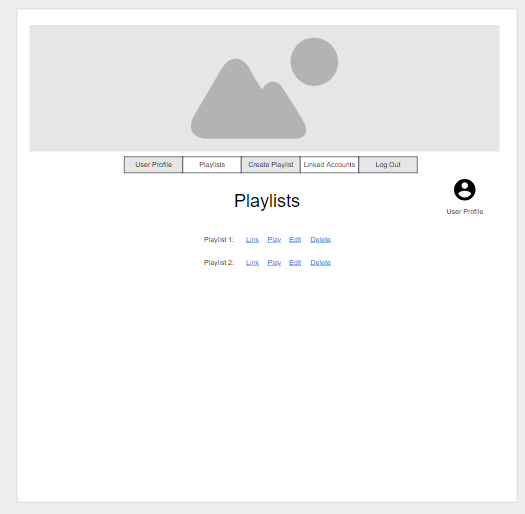 User Profile Playlists Create Playlist Linked Accounts Log Out
Playlists
User Profile
Playlist 1: Link Play Edit Delete
Playlist 2: Link Play Edit Delete